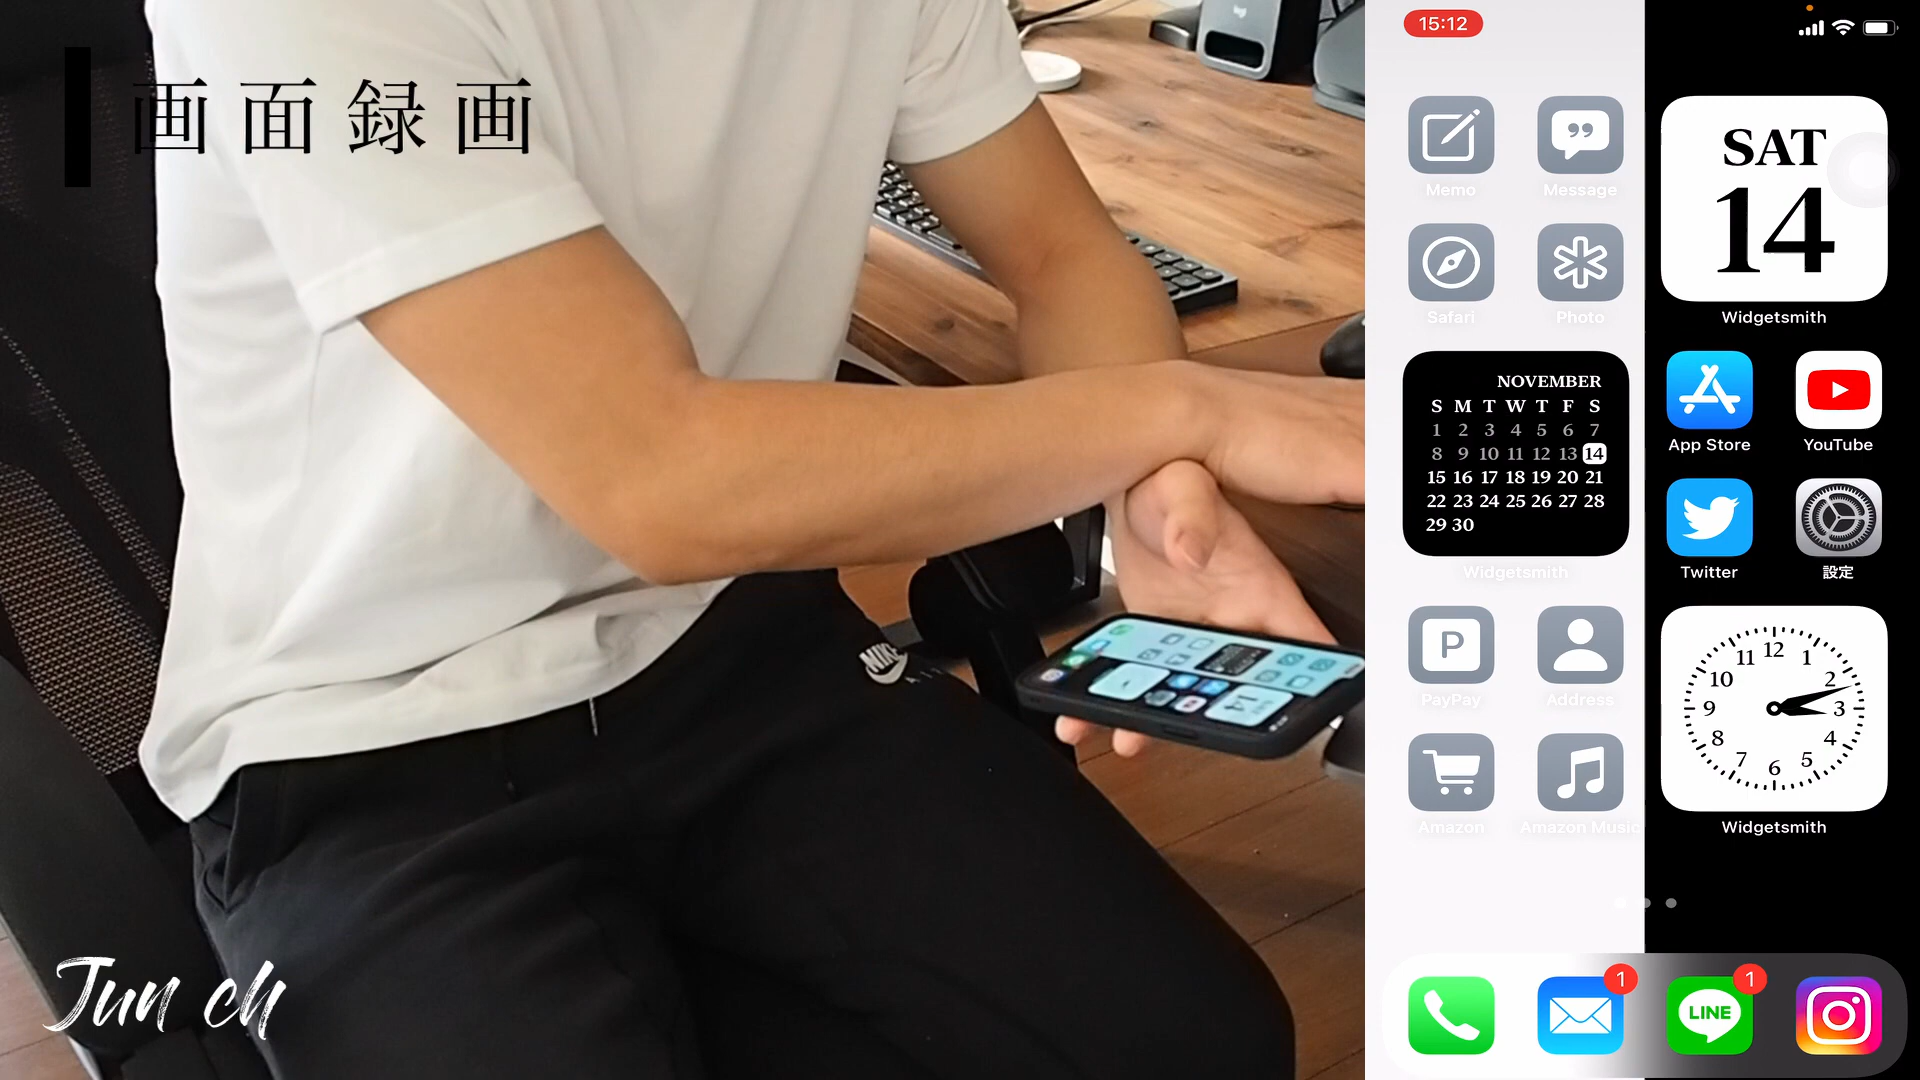 画面録画
NIKE
Jun ch
15:12
Memo
Message
Safari
Photo
SAT
14
Widgetsmith
NOVEMBER
S M T W T F S
1 2 3 4 5 6 7
8 9 10 11 12 13 14
15 16 17 18 19 20 21
22 23 24 25 26 27 28
29 30
Widgetsmith
App Store
YouTube
Twitter
設定
P
PayPay
Address
Amazon
Amazon Music
12 1 2 3 4 5 6 7 8 9 10 11
Widgetsmith
1
LINE
1